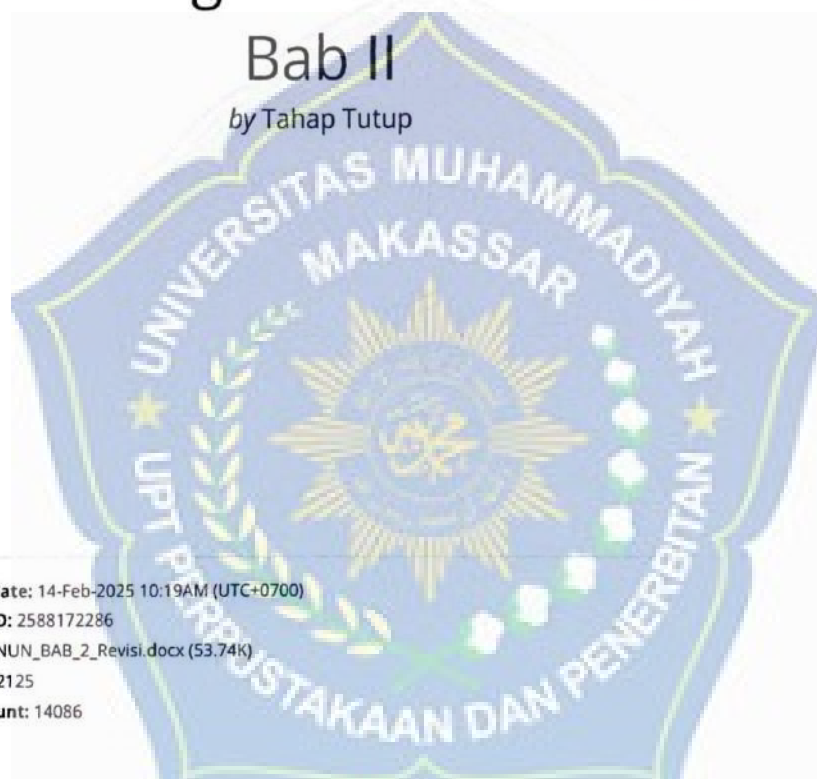 Bab II
by Tahap Tutup
UNIVERSITAS MUHAMMADIYAH
MAKASSAR
UPT PERPUSTAKAAN DAN PENERBITAN
ate: 14-Feb-2025 10:19AM (UTC+0700)
D: 2588172286
NUN_BAB_2_Revisi.docx (53.74K)
2125
unt: 14086